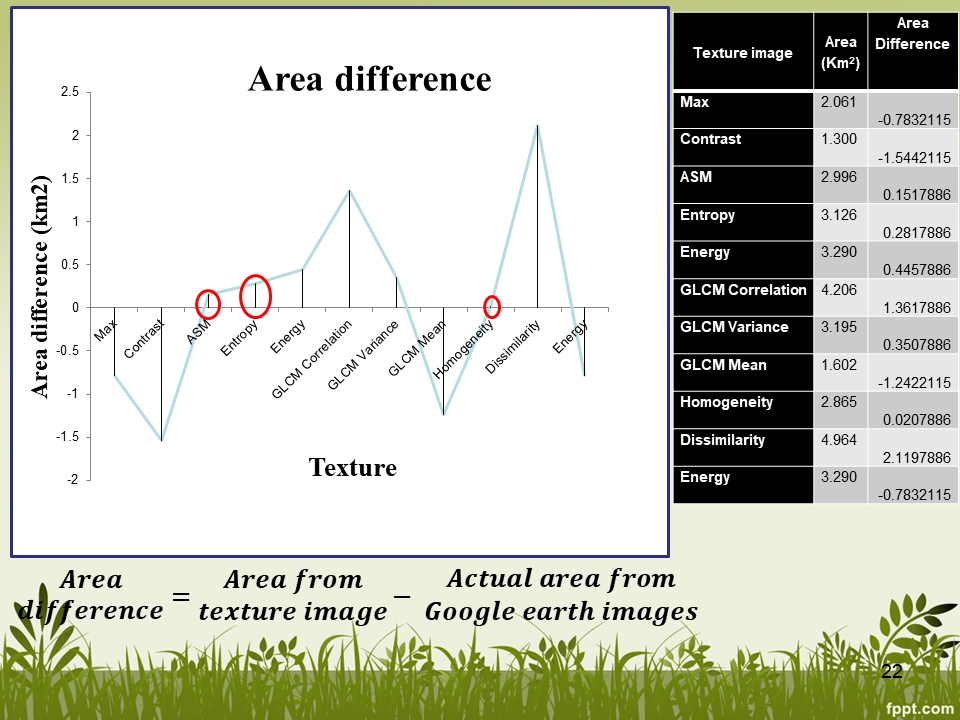 Area difference
2.5
2
1.5
1
0.5
0
-0.5
-1
-1.5
-2
Area difference (km2)
Max
Contrast
ASM
Entropy
Energy
GLCM Correlation
GLCM Variance
GLCM Mean
Homogeneity
Dissimilarity
Energy
Texture
Texture image Area (Km²) Area Difference
Max 2.061 -0.7832115
Contrast 1.300 -1.5442115
ASM 2.996 0.1517886
Entropy 3.126 0.2817886
Energy 3.290 0.4457886
GLCM Correlation 4.206 1.3617886
GLCM Variance 3.195 0.3507886
GLCM Mean 1.602 -1.2422115
Homogeneity 2.865 0.0207886
Dissimilarity 4.964 2.1197886
Energy 3.290 -0.7832115
Area difference = Area from texture image − Actual area from Google earth images
22
fppt.com